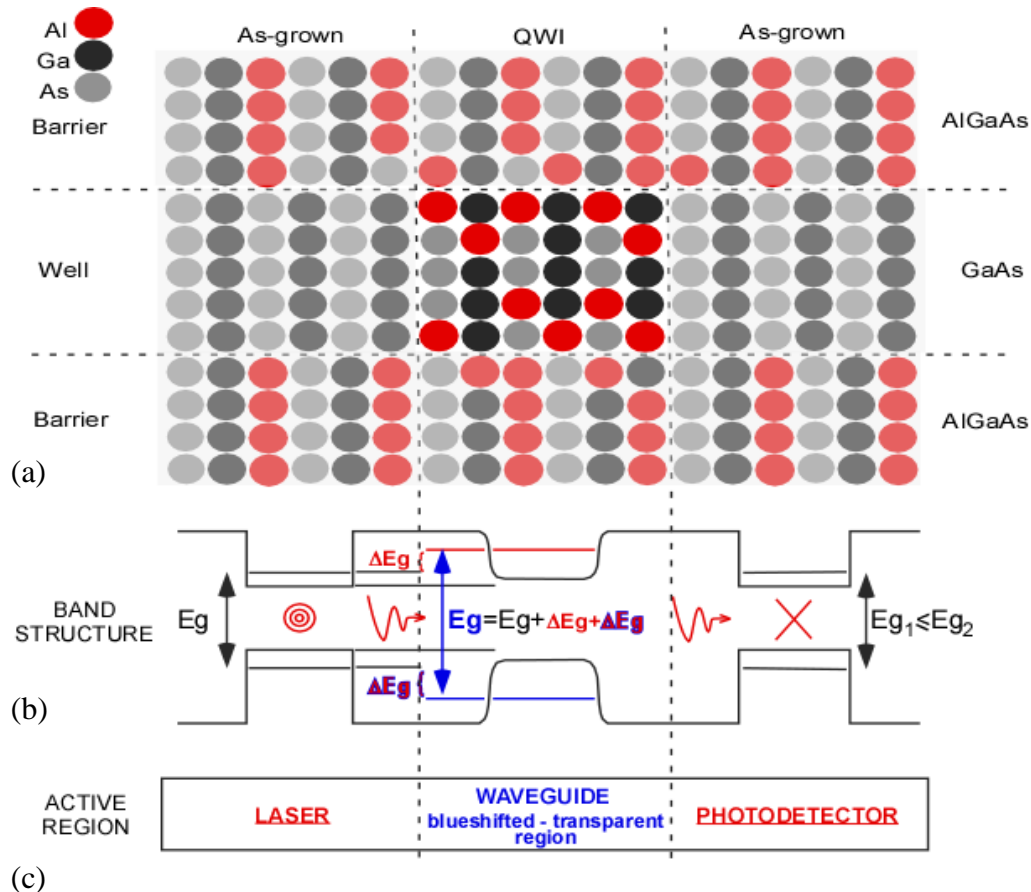 Al
Ga
As
As-grown
QWI
As-grown
Barrier
AlGaAs
Well
GaAs
Barrier
AlGaAs
(a)
BAND
STRUCTURE
Eg
ΔEg {
Eg=Eg+ΔEg+ΔEg
ΔEg {
Eg₁⩽Eg₂
(b)
ACTIVE
REGION
LASER
WAVEGUIDE
blueshifted - transparent
region
PHOTODETECTOR
(c)